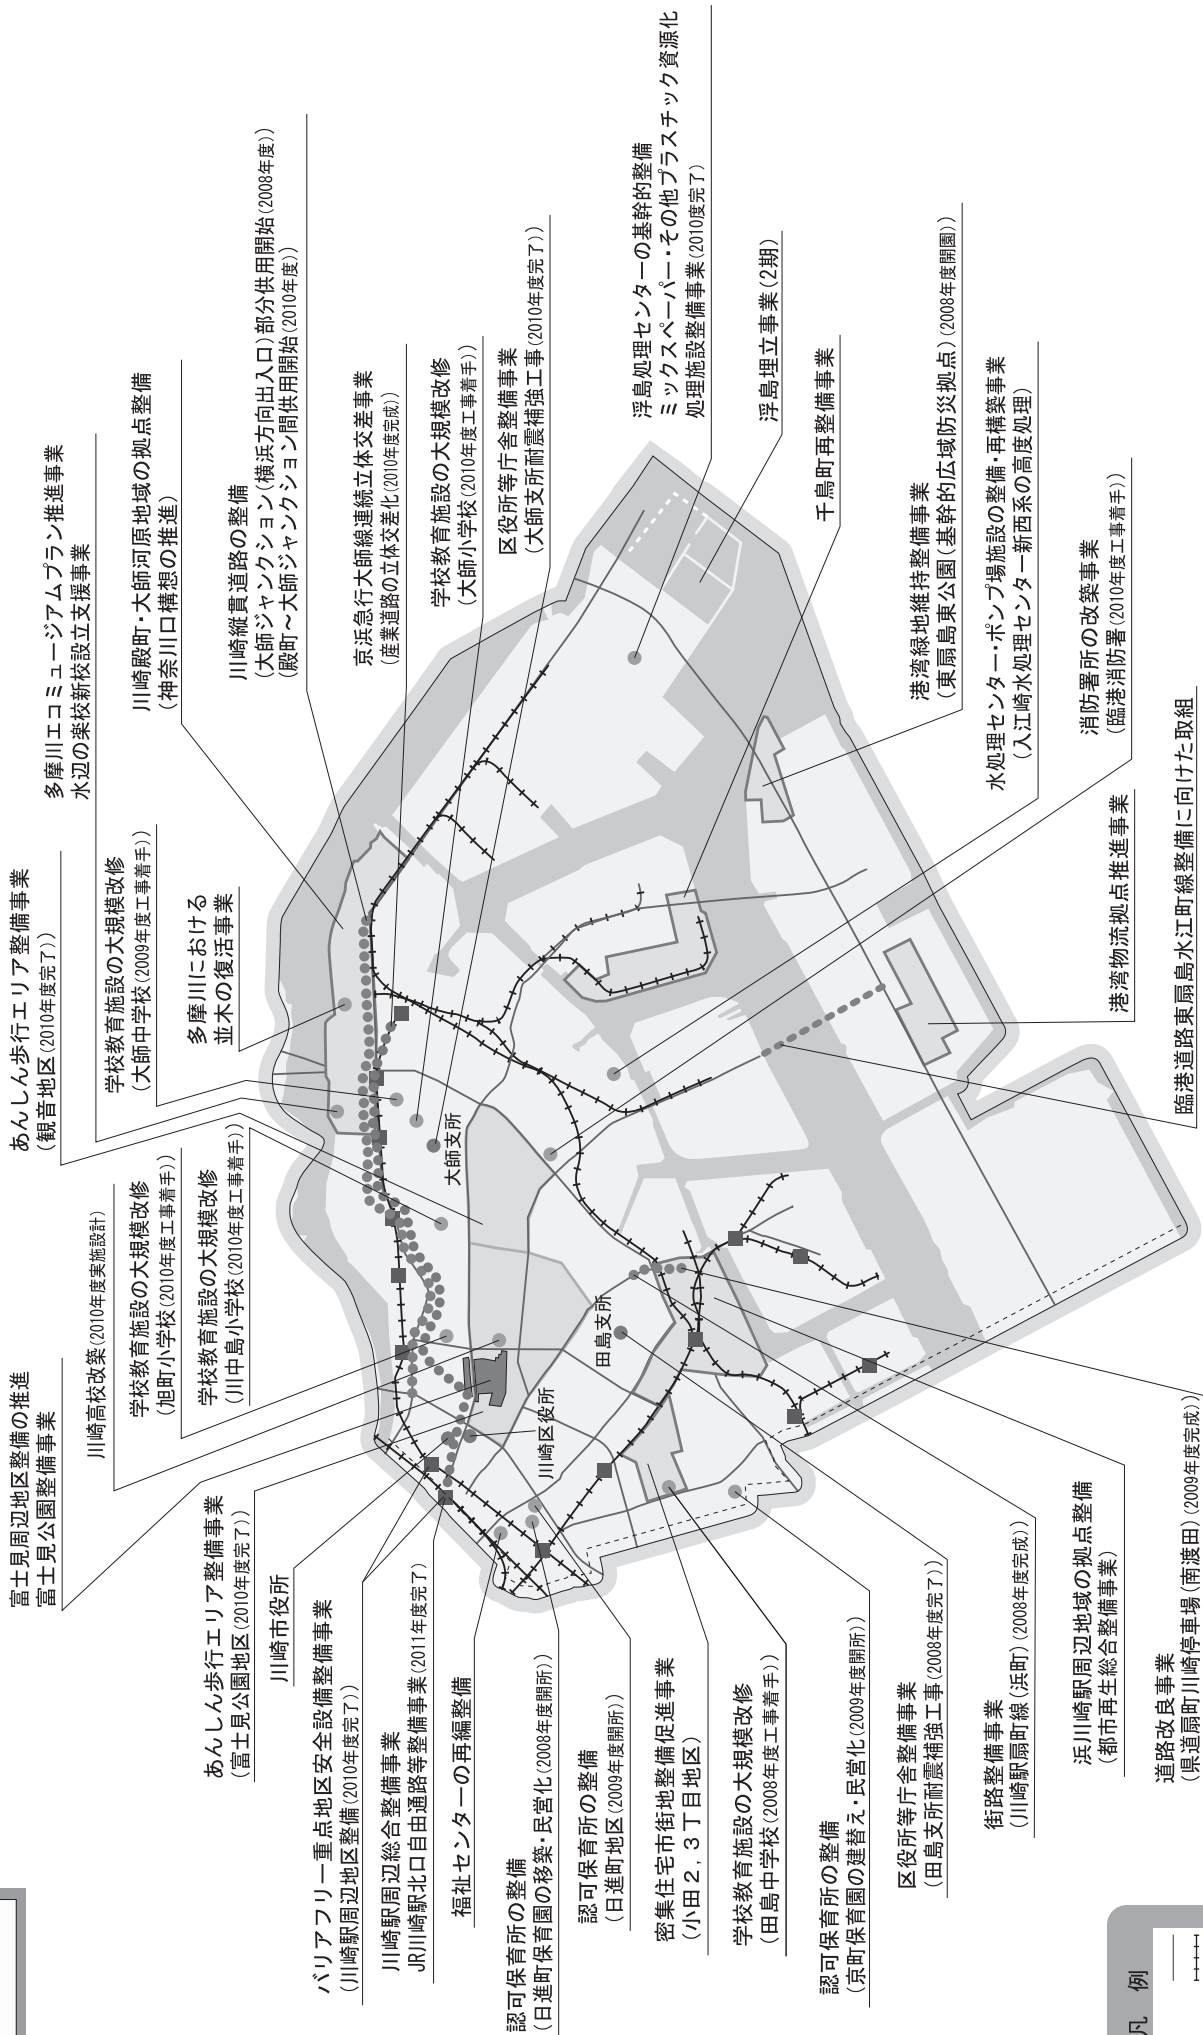 多摩川エコミュージアムプラン推進事業
水辺の楽校新校設立支援事業
川崎殿町・大師河原地域の拠点整備
(神奈川口構想の推進)
川崎縦貫道路の整備
(大師ジャンクション(横浜方向出入口)部分供用開始(2008年度))
(殿町～大師ジャンクション間供用開始(2010年度))
京浜急行大師線連続立体交差事業
(産業道路の立体交差化(2010年度完成))
学校教育施設の大規模改修
(大師小学校(2010年度工事着手))
区役所等庁舎整備事業
(大師支所耐震補強工事(2010年度完了))
浮島処理センターの基幹的整備
ミックスペーパー・その他プラスチック資源化
処理施設整備事業(2010度完了)
浮島埋立事業(2期)
千鳥町再整備事業
港湾緑地維持整備事業
(東扇島東公園(基幹的広域防災拠点)(2008年度開園))
水処理センター・ポンプ場施設の整備・再構築事業
(入江崎水処理センター新西系の高度処理)
消防署所の改築事業
(臨港消防署(2010年度工事着手))
港湾物流拠点推進事業
臨港道路東扇島水江町線整備に向けた取組
あんしん歩行エリア整備事業
(観音地区(2010年度完了))
学校教育施設の大規模改修
(大師中学校(2009年度工事着手))
多摩川における
並木の復活事業
川崎高校改築(2010年度実施設計)
学校教育施設の大規模改修
(旭町小学校(2010年度工事着手))
学校教育施設の大規模改修
(川中島小学校(2010年度工事着手))
大師支所
田島支所
川崎区役所
富士見周辺地区整備の推進
富士見公園整備事業
あんしん歩行エリア整備事業
(富士見公園地区(2010年度完了))
川崎市役所
バリアフリー重点地区安全設備整備事業
(川崎駅周辺地区整備(2010年度完了))
川崎駅周辺総合整備事業
JR川崎駅北口自由通路等整備事業(2011年度完了)
福祉センターの再編整備
認可保育所の整備
(日進町保育園の移築・民営化(2008年度開所))
認可保育所の整備
(日進町地区(2009年度開所))
密集住宅市街地整備促進事業
(小田2,3丁目地区)
学校教育施設の大規模改修
(田島中学校(2008年度工事着手))
認可保育所の整備
(京町保育園の建替え・民営化(2009年度開所))
区役所等庁舎整備事業
(田島支所耐震補強工事(2008年度完了))
街路整備事業
(川崎駅扇町線(浜町)(2008年度完成))
浜川崎駅周辺地域の拠点整備
(都市再生総合整備事業)
道路改良事業
(県道扇町川崎停車場(南渡田)(2009年度完成))
凡例